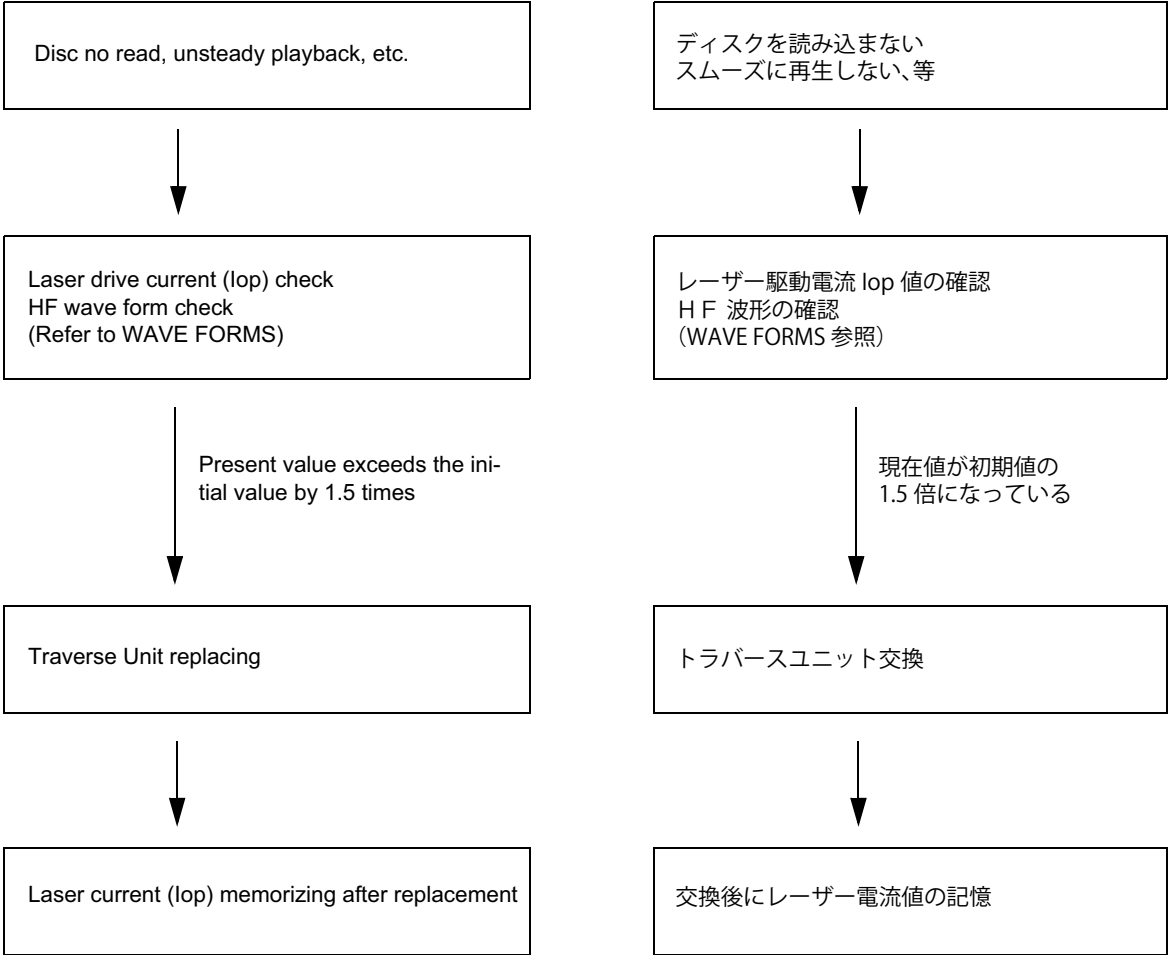 Disc no read, unsteady playback, etc.
Laser drive current (Iop) check
HF wave form check
(Refer to WAVE FORMS)
Present value exceeds the ini-
tial value by 1.5 times
Traverse Unit replacing
Laser current (Iop) memorizing after replacement
ディスクを読み込まない
スムーズに再生しない、等
レーザー駆動電流 Iop 値の確認
ＨＦ 波形の確認
（WAVE FORMS 参照）
現在値が初期値の
1.5 倍になっている
トラバースユニット交換
交換後にレーザー電流値の記憶